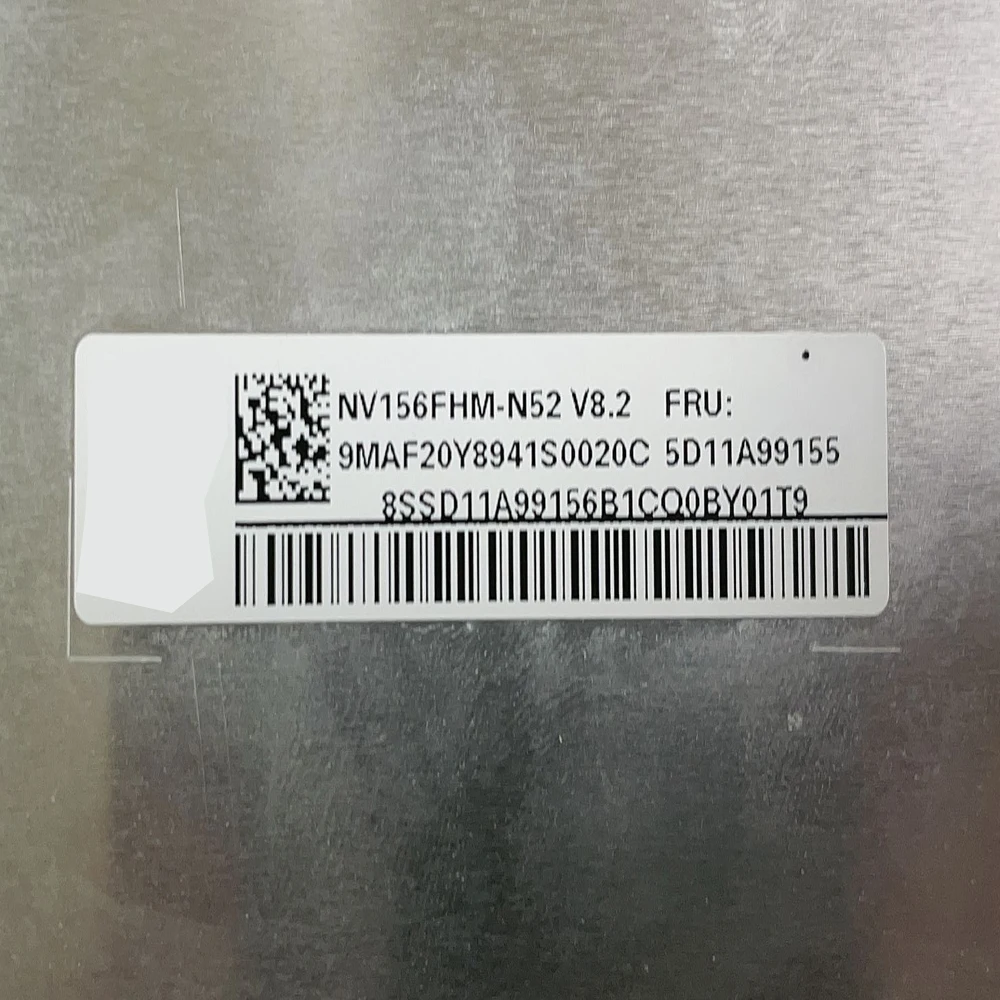 NV156FHM-N52 V8.2 FRU:
9MAF20Y8941S0020C 5D11A99155
8SSD11A99156B1CQ0BY01T9